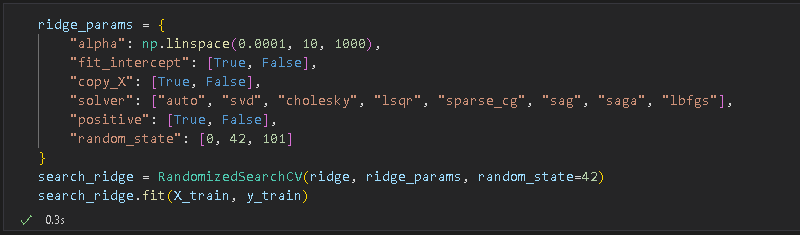 ridge_params = {
    "alpha": np.linspace(0.0001, 10, 1000),
    "fit_intercept": [True, False],
    "copy_X": [True, False],
    "solver": ["auto", "svd", "cholesky", "lsqr", "sparse_cg", "sag", "saga", "lbfgs"],
    "positive": [True, False],
    "random_state": [0, 42, 101]
}
search_ridge = RandomizedSearchCV(ridge, ridge_params, random_state=42)
search_ridge.fit(X_train, y_train)
✓ 0.3s